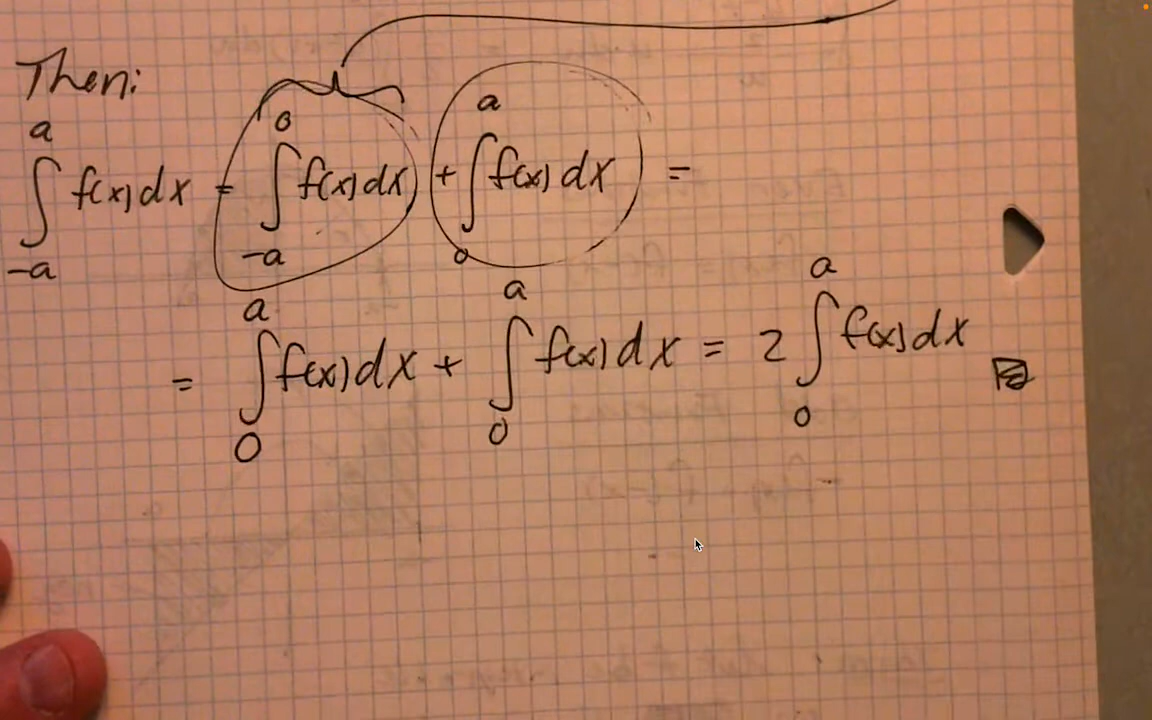 Then:
∫_{-a}^{a} f(x) dx = ∫_{-a}^{0} f(x) dx + ∫_{0}^{a} f(x) dx =
= ∫_{0}^{a} f(x) dx + ∫_{0}^{a} f(x) dx = 2 ∫_{0}^{a} f(x) dx